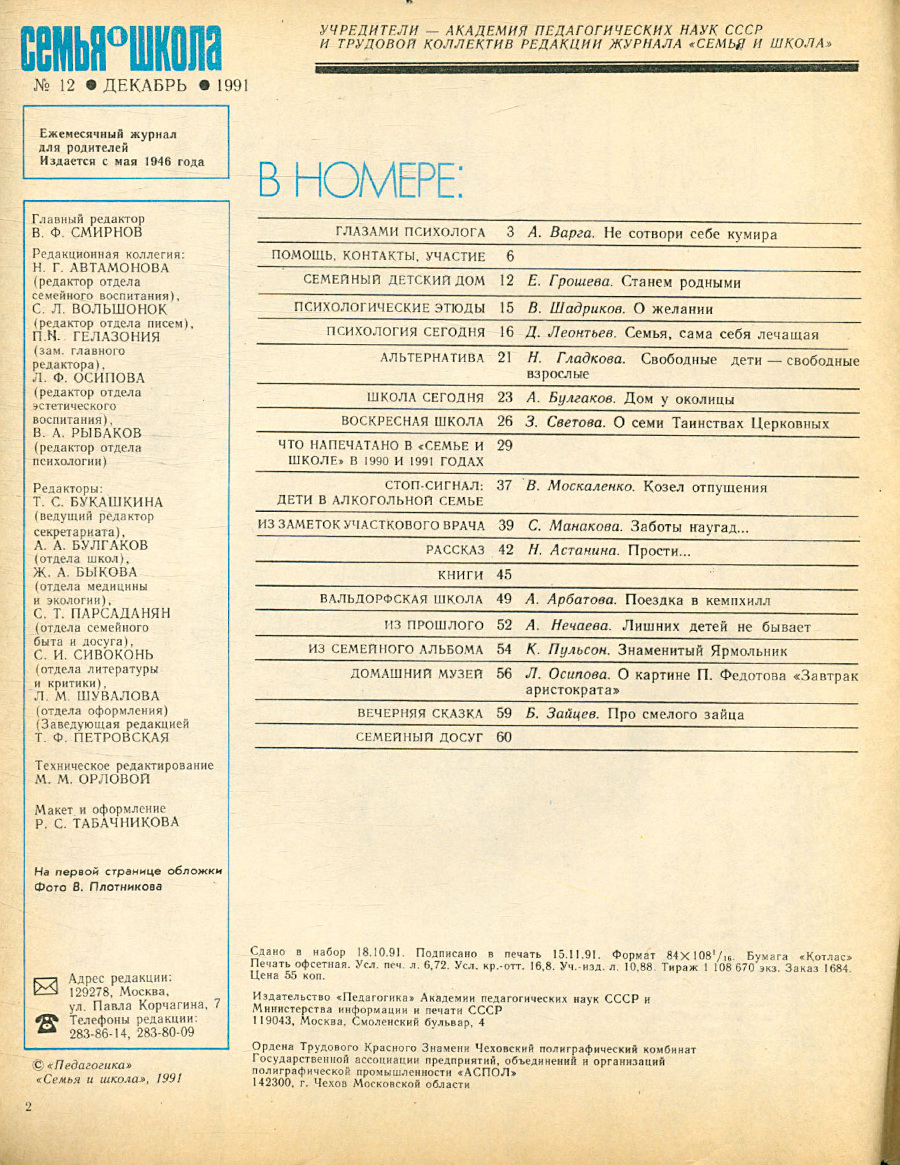 семья и школа
№ 12 ● ДЕКАБРЬ ● 1991
УЧРЕДИТЕЛИ — АКАДЕМИЯ ПЕДАГОГИЧЕСКИХ НАУК СССР
И ТРУДОВОЙ КОЛЛЕКТИВ РЕДАКЦИИ ЖУРНАЛА «СЕМЬЯ И ШКОЛА»
Ежемесячный журнал
для родителей
Издается с мая 1946 года
Главный редактор
В. Ф. СМИРНОВ
Редакционная коллегия:
Н. Г. АВТАМОНОВА
(редактор отдела
семейного воспитания),
С. Л. ВОЛЬШОНОК
(редактор отдела писем),
П.N. ГЕЛАЗОНИЯ
(зам. главного
редактора),
Л. Ф. ОСИПОВА
(редактор отдела
эстетического
воспитания),
В. А. РЫБАКОВ
(редактор отдела
психологии)
Редакторы:
Т. С. БУКАШКИНА
(ведущий редактор
секретариата),
А. А. БУЛГАКОВ
(отдела школ),
Ж. А. БЫКОВА
(отдела медицины
и экологии),
С. Т. ПАРСАДАНЯН
(отдела семейного
быта и досуга),
С. И. СИВОКОНЬ
(отдела литературы
и критики),
Л. М. ШУВАЛОВА
(отдела оформления)
(Заведующая редакцией
Т. Ф. ПЕТРОВСКАЯ
Техническое редактирование
М. М. ОРЛОВОЙ
Макет и оформление
Р. С. ТАБАЧНИКОВА
На первой странице обложки
Фото В. Плотникова
Адрес редакции:
129278, Москва,
ул. Павла Корчагина, 7
Телефоны редакции:
283-86-14, 283-80-09
© «Педагогика»
«Семья и школа», 1991
2
В НОМЕРЕ:
ГЛАЗАМИ ПСИХОЛОГА 3 А. Варга. Не сотвори себе кумира
ПОМОЩЬ, КОНТАКТЫ, УЧАСТИЕ 6
СЕМЕЙНЫЙ ДЕТСКИЙ ДОМ 12 Е. Грошева. Станем родными
ПСИХОЛОГИЧЕСКИЕ ЭТЮДЫ 15 В. Шадриков. О желании
ПСИХОЛОГИЯ СЕГОДНЯ 16 Д. Леонтьев. Семья, сама себя лечащая
АЛЬТЕРНАТИВА 21 Н. Гладкова. Свободные дети — свободные
взрослые
ШКОЛА СЕГОДНЯ 23 А. Булгаков. Дом у околицы
ВОСКРЕСНАЯ ШКОЛА 26 З. Светова. О семи Таинствах Церковных
ЧТО НАПЕЧАТАНО В «СЕМЬЕ И 29
ШКОЛЕ» В 1990 И 1991 ГОДАХ
СТОП-СИГНАЛ: 37 В. Москаленко. Козел отпущения
ДЕТИ В АЛКОГОЛЬНОЙ СЕМЬЕ
ИЗ ЗАМЕТОК УЧАСТКОВОГО ВРАЧА 39 С. Манакова. Заботы наугад...
РАССКАЗ 42 Н. Астанина. Прости...
КНИГИ 45
ВАЛЬДОРФСКАЯ ШКОЛА 49 А. Арбатова. Поездка в кемпхилл
ИЗ ПРОШЛОГО 52 А. Нечаева. Лишних детей не бывает
ИЗ СЕМЕЙНОГО АЛЬБОМА 54 К. Пульсон. Знаменитый Ярмольник
ДОМАШНИЙ МУЗЕЙ 56 Л. Осипова. О картине П. Федотова «Завтрак
аристократа»
ВЕЧЕРНЯЯ СКАЗКА 59 Б. Зайцев. Про смелого зайца
СЕМЕЙНЫЙ ДОСУГ 60
Сдано в набор 18.10.91. Подписано в печать 15.11.91. Формат 84×108¹/₁₆. Бумага «Котлас»
Печать офсетная. Усл. печ. л. 6,72. Усл. кр.-отт. 16,8. Уч.-изд. л. 10,88. Тираж 1 108 670 экз. Заказ 1684.
Цена 55 коп.
Издательство «Педагогика» Академии педагогических наук СССР и
Министерства информации и печати СССР
119043, Москва, Смоленский бульвар, 4
Ордена Трудового Красного Знамени Чеховский полиграфический комбинат
Государственной ассоциации предприятий, объединений и организаций
полиграфической промышленности «АСПОЛ»
142300, г. Чехов Московской области